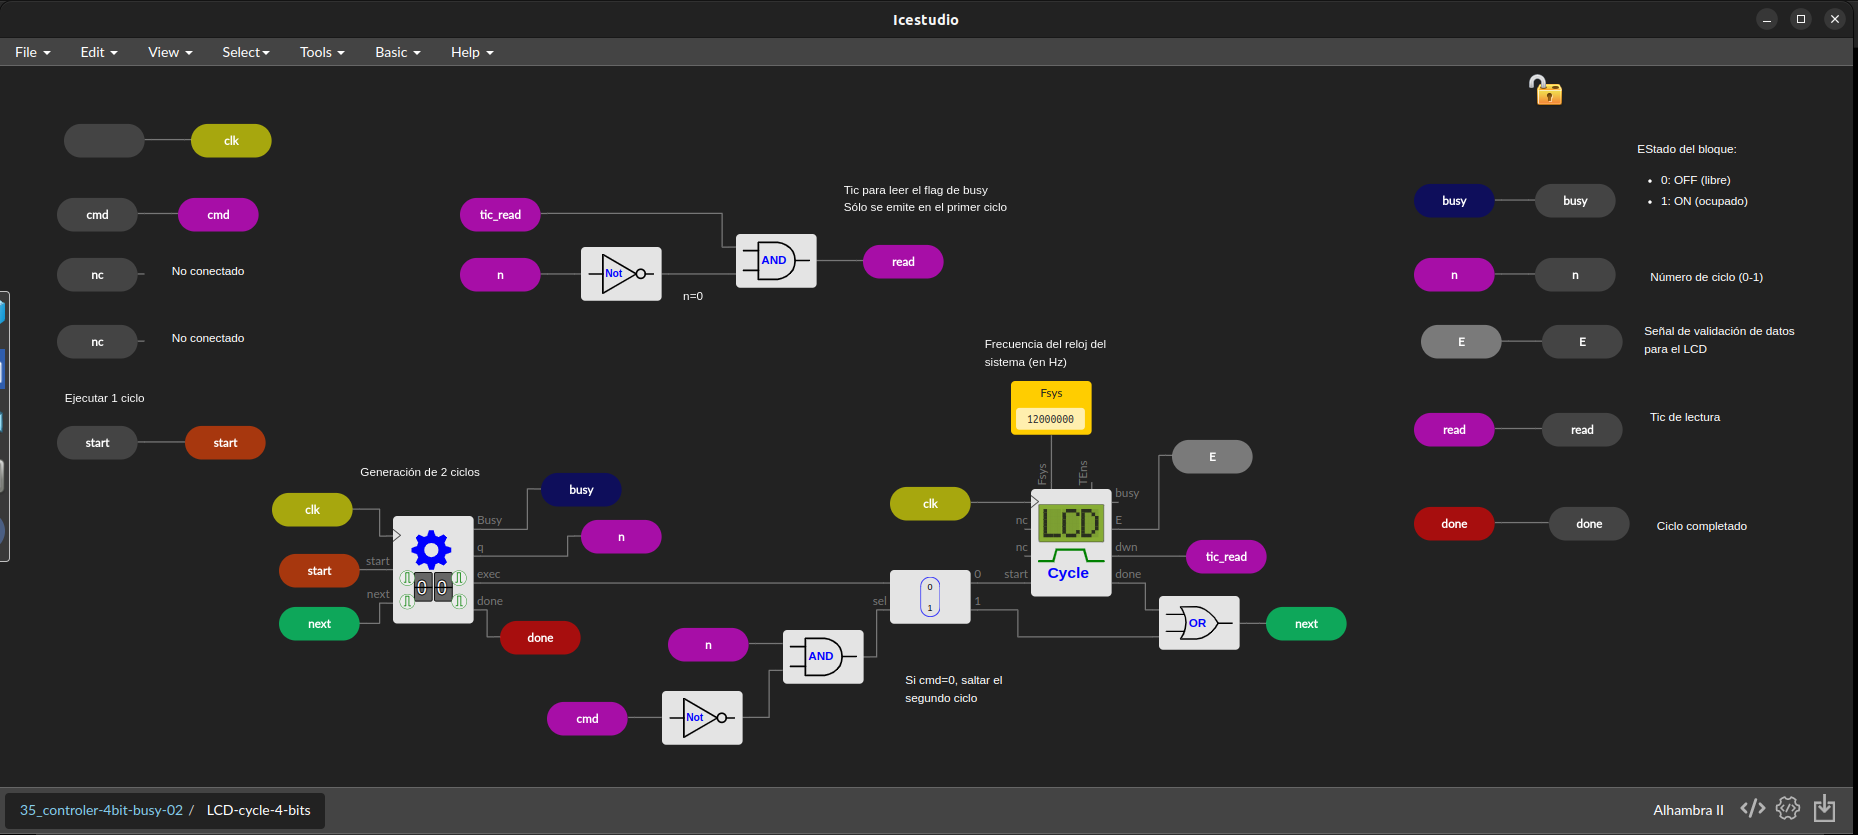 Icestudio
File
Edit
View
Select
Tools
Basic
Help
clk
cmd
cmd
nc
No conectado
nc
No conectado
Ejecutar 1 ciclo
start
start
tic_read
n
Not
n=0
AND
Tic para leer el flag de busy
Sólo se emite en el primer ciclo
read
EStado del bloque:
0: OFF (libre)
1: ON (ocupado)
busy
busy
n
n
Número de ciclo (0-1)
E
E
Señal de validación de datos
para el LCD
read
read
Tic de lectura
done
done
Ciclo completado
Generación de 2 ciclos
clk
start
next
start
next
0 0
Busy
q
exec
done
busy
n
done
Frecuencia del reloj del
sistema (en Hz)
Fsys
12000000
Fsys
TEns
clk
nc
nc
start
LCD
Cycle
busy
E
dwn
done
E
tic_read
sel
0
1
0
1
n
AND
cmd
Not
Si cmd=0, saltar el
segundo ciclo
OR
next
35_controler-4bit-busy-02 / LCD-cycle-4-bits
Alhambra II